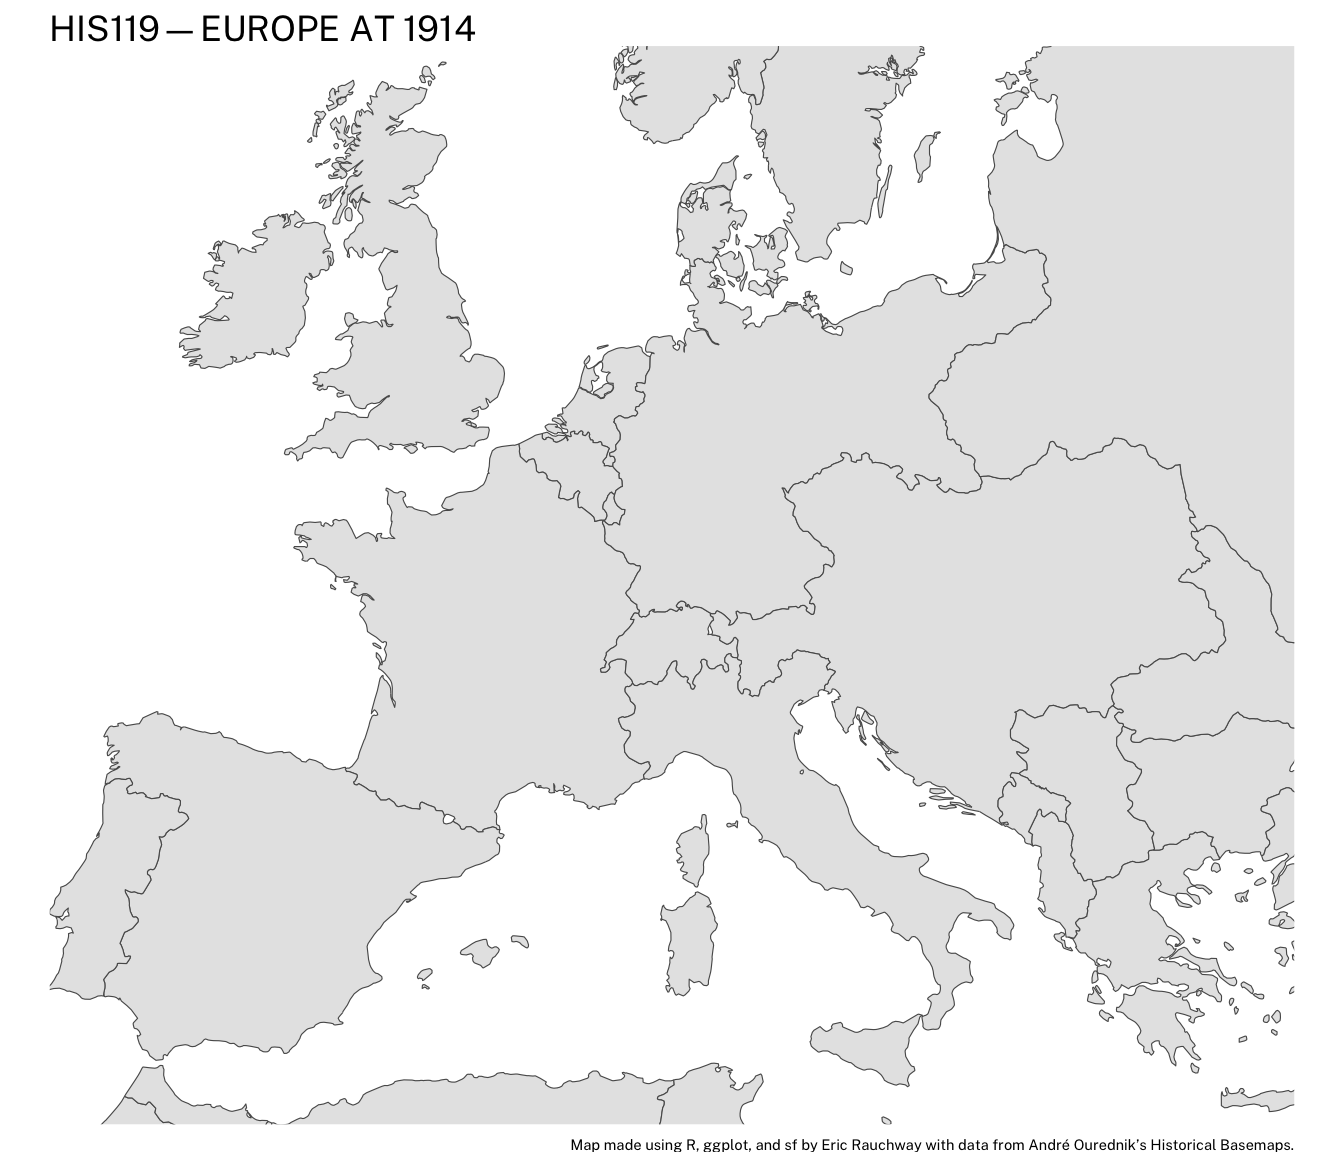 HIS119 — EUROPE AT 1914
Map made using R, ggplot, and sf by Eric Rauchway with data from André Ourednik's Historical Basemaps.